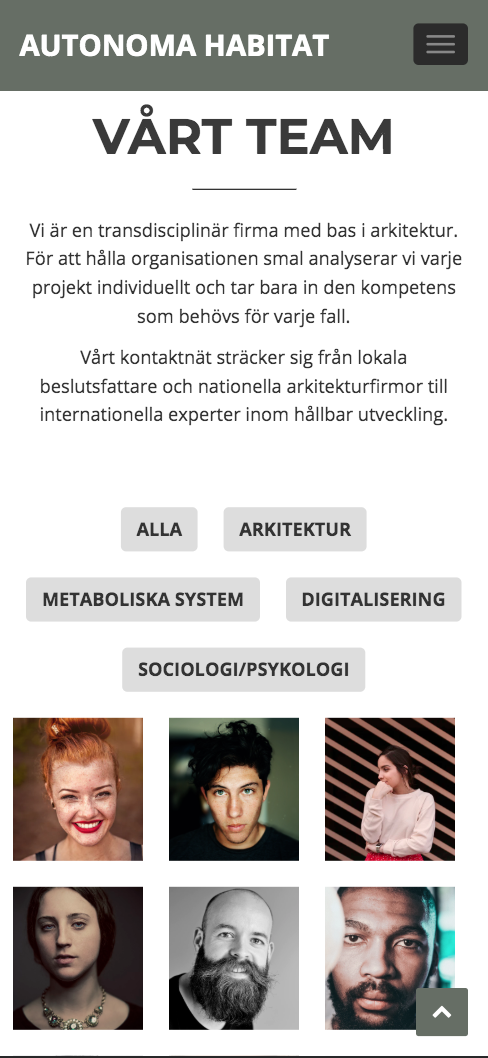 AUTONOMA HABITAT
VÅRT TEAM
Vi är en transdisciplinär firma med bas i arkitektur.
För att hålla organisationen smal analyserar vi varje
projekt individuellt och tar bara in den kompetens
som behövs för varje fall.
Vårt kontaktnät sträcker sig från lokala
beslutsfattare och nationella arkitekturfirmor till
internationella experter inom hållbar utveckling.
ALLA ARKITEKTUR
METABOLISKA SYSTEM DIGITALISERING
SOCIOLOGI/PSYKOLOGI